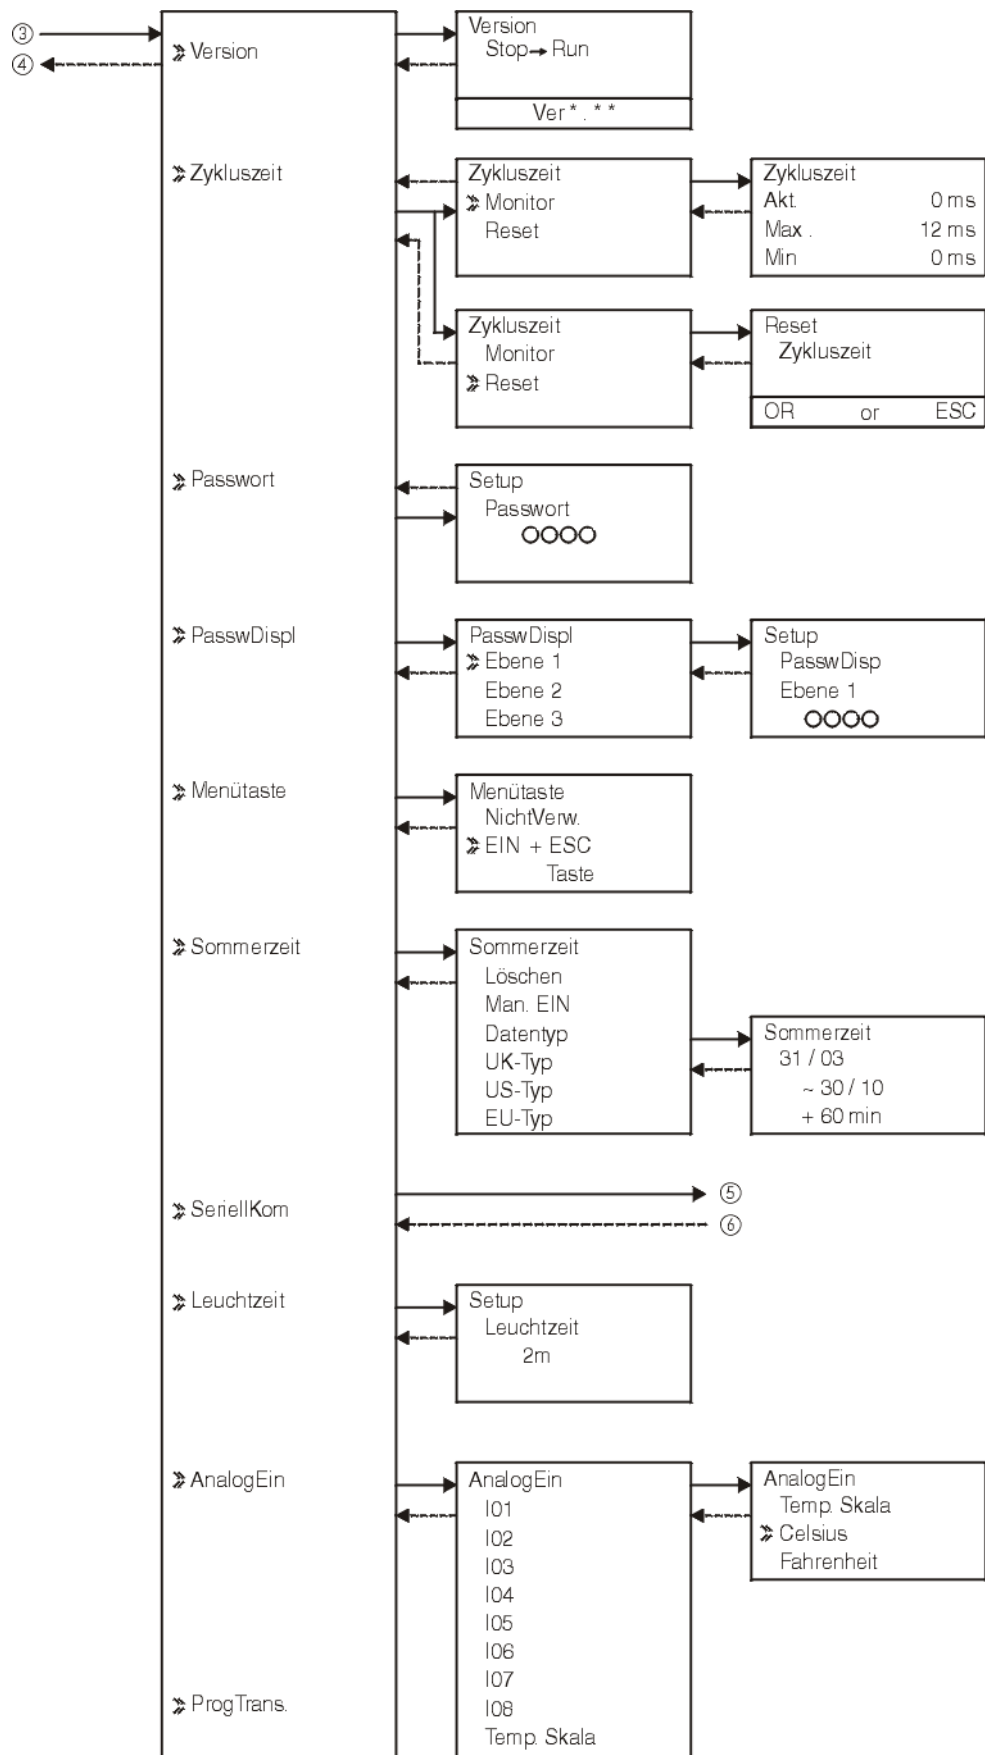 ③
④
» Version
Version
Stop→Run
Ver * . * *
» Zykluszeit
Zykluszeit
» Monitor
Reset
Zykluszeit
Akt. 0 ms
Max . 12 ms
Min 0 ms
Zykluszeit
Monitor
» Reset
Reset
Zykluszeit
OR or ESC
» Passwort
Setup
Passwort
OOOO
» PasswDispl
PasswDispl
» Ebene 1
Ebene 2
Ebene 3
Setup
PasswDisp
Ebene 1
OOOO
» Menütaste
Menütaste
NichtVerw.
» EIN + ESC
Taste
» Sommerzeit
Sommerzeit
Löschen
Man. EIN
Datentyp
UK-Typ
US-Typ
EU-Typ
Sommerzeit
31 / 03
~ 30 / 10
+ 60 min
» SeriellKom
⑤
⑥
» Leuchtzeit
Setup
Leuchtzeit
2m
» AnalogEin
AnalogEin
I01
I02
I03
I04
I05
I06
I07
I08
Temp. Skala
AnalogEin
Temp. Skala
» Celsius
Fahrenheit
» ProgTrans.